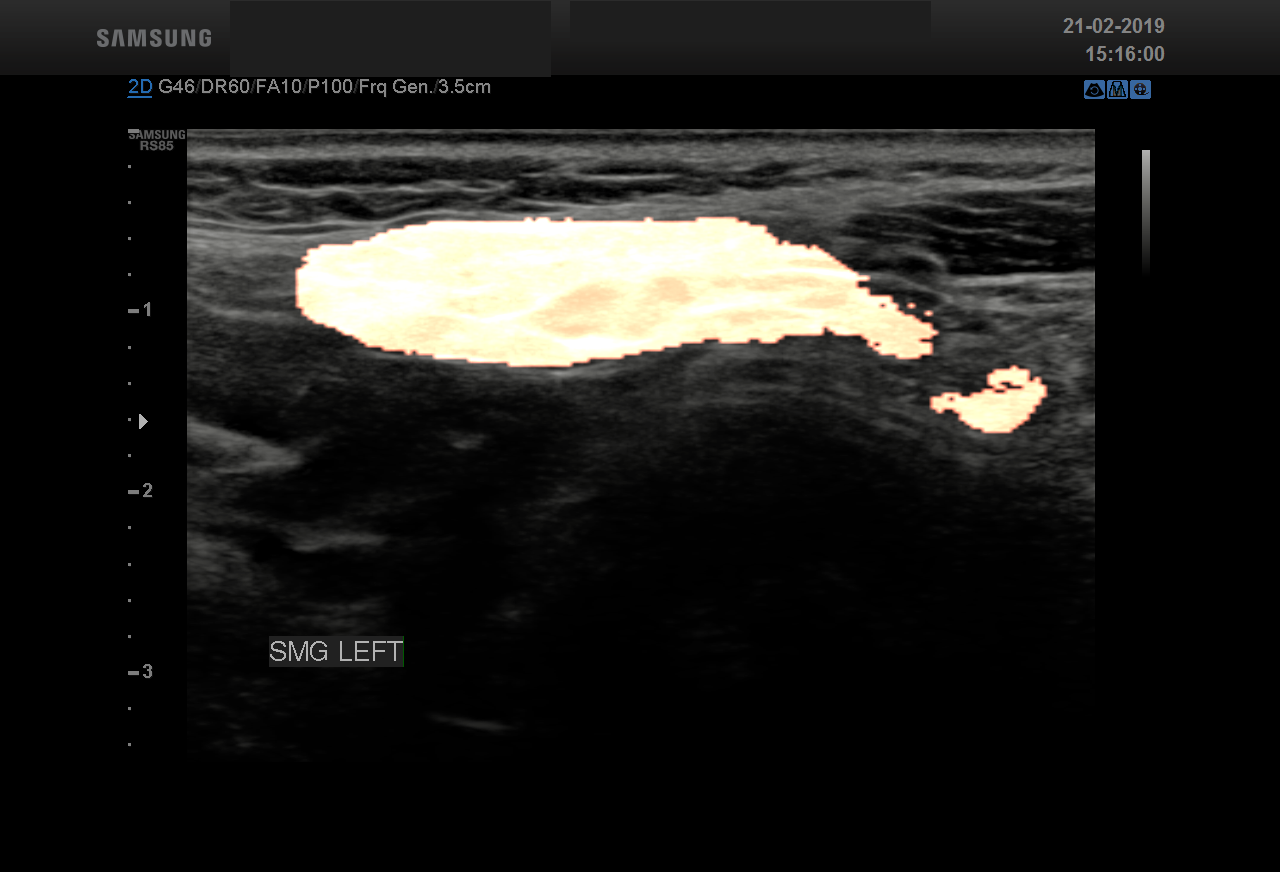 SAMSUNG
21-02-2019
15:16:00
2D G46/DR60/FA10/P100/Frq Gen./3.5cm
SAMSUNG
RS85
1
2
SMG LEFT
3